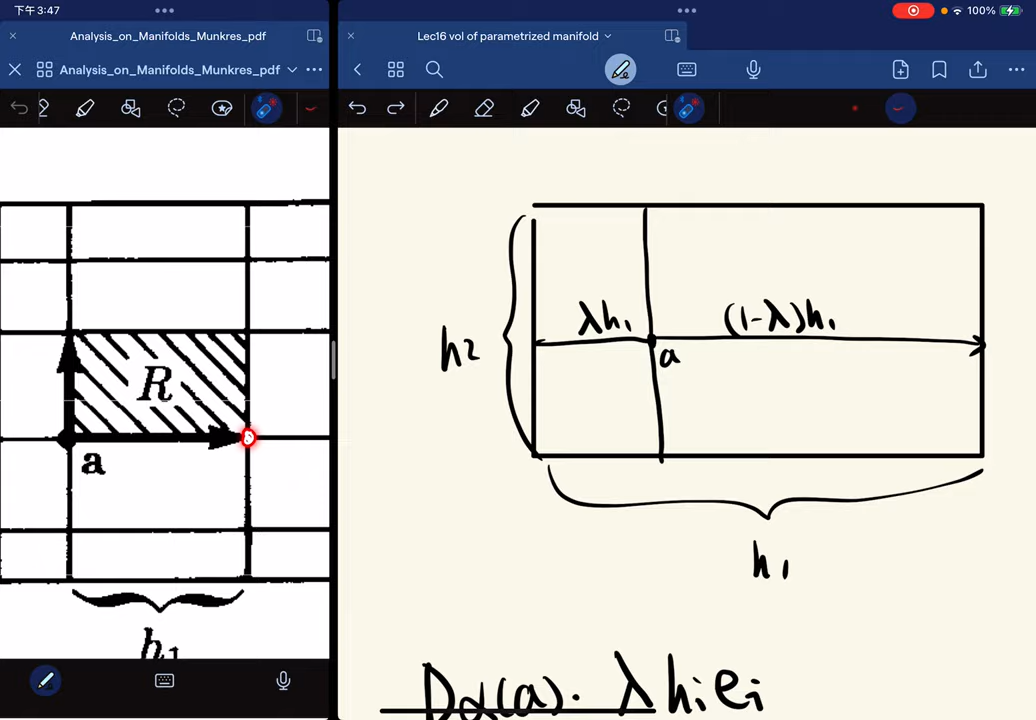 下午3:47
100%
Analysis_on_Manifolds_Munkres_pdf
Lec16 vol of parametrized manifold
Analysis_on_Manifolds_Munkres_pdf
R
a
h1
h2
λh1
(1-λ)h1
a
h1
Dα(a)· λhiei